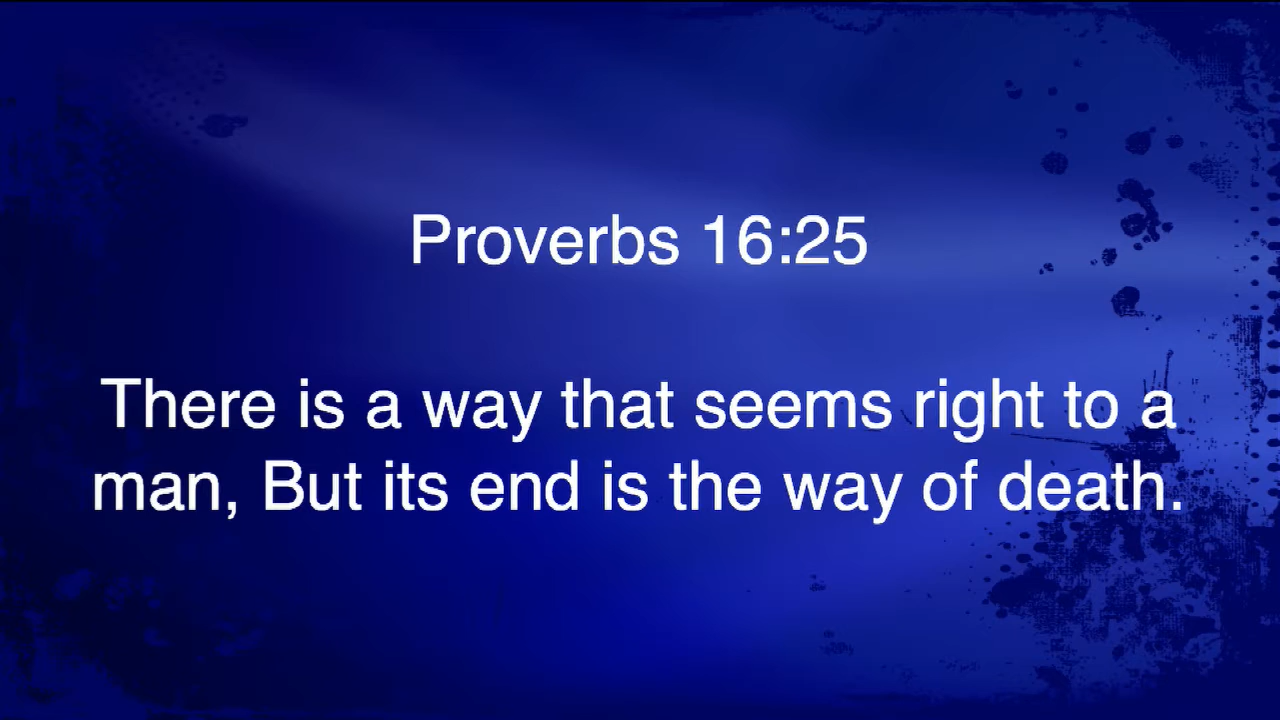 Proverbs 16:25
There is a way that seems right to a
man, But its end is the way of death.